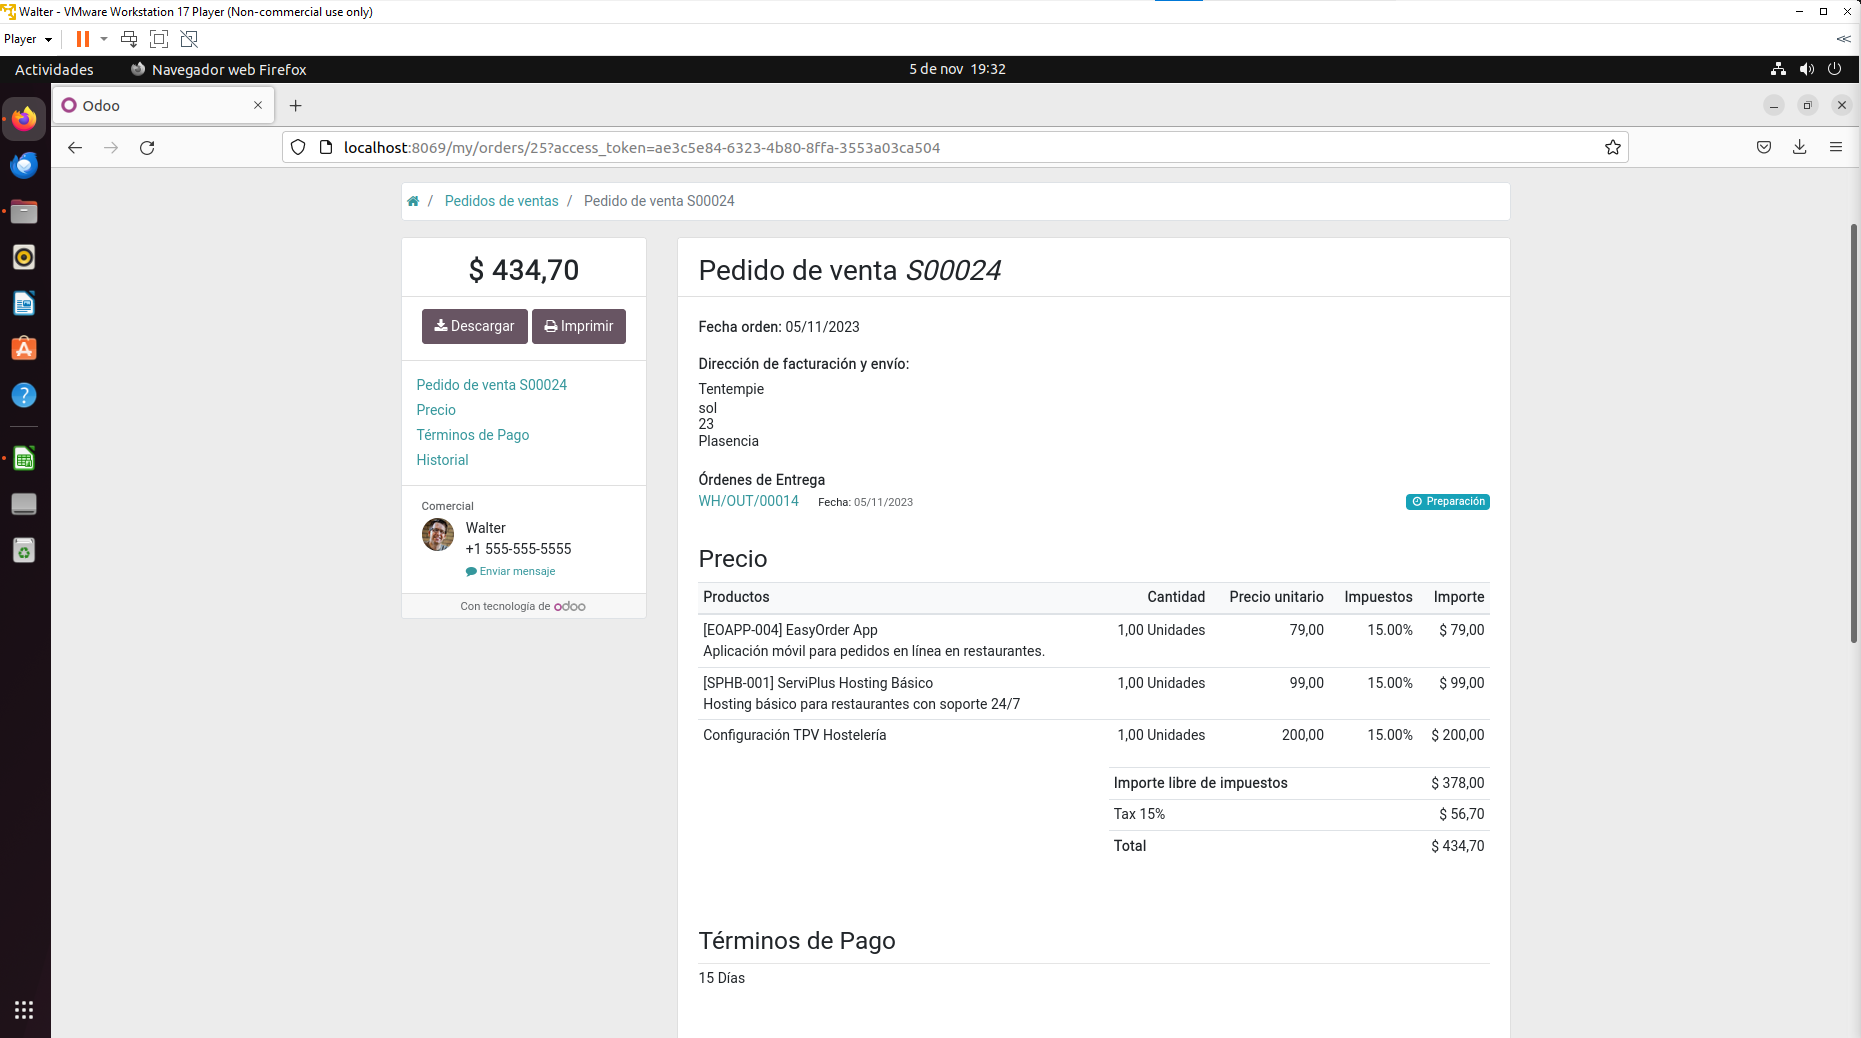 Walter - VMware Workstation 17 Player (Non-commercial use only)
Player
Actividades
Navegador web Firefox
5 de nov 19:32
Odoo
localhost:8069/my/orders/25?access_token=ae3c5e84-6323-4b80-8ffa-3553a03ca504
/ Pedidos de ventas / Pedido de venta S00024
$ 434,70
Descargar
Imprimir
Pedido de venta S00024
Precio
Términos de Pago
Historial
Comercial
Walter
+1 555-555-5555
Enviar mensaje
Con tecnología de odoo
Pedido de venta S00024
Fecha orden: 05/11/2023
Dirección de facturación y envío:
Tentempie
sol
23
Plasencia
Órdenes de Entrega
WH/OUT/00014 Fecha: 05/11/2023 Preparación
Precio
Productos Cantidad Precio unitario Impuestos Importe
[EOAPP-004] EasyOrder App 1,00 Unidades 79,00 15.00% $ 79,00
Aplicación móvil para pedidos en línea en restaurantes.
[SPHB-001] ServiPlus Hosting Básico 1,00 Unidades 99,00 15.00% $ 99,00
Hosting básico para restaurantes con soporte 24/7
Configuración TPV Hostelería 1,00 Unidades 200,00 15.00% $ 200,00
Importe libre de impuestos $ 378,00
Tax 15% $ 56,70
Total $ 434,70
Términos de Pago
15 Días